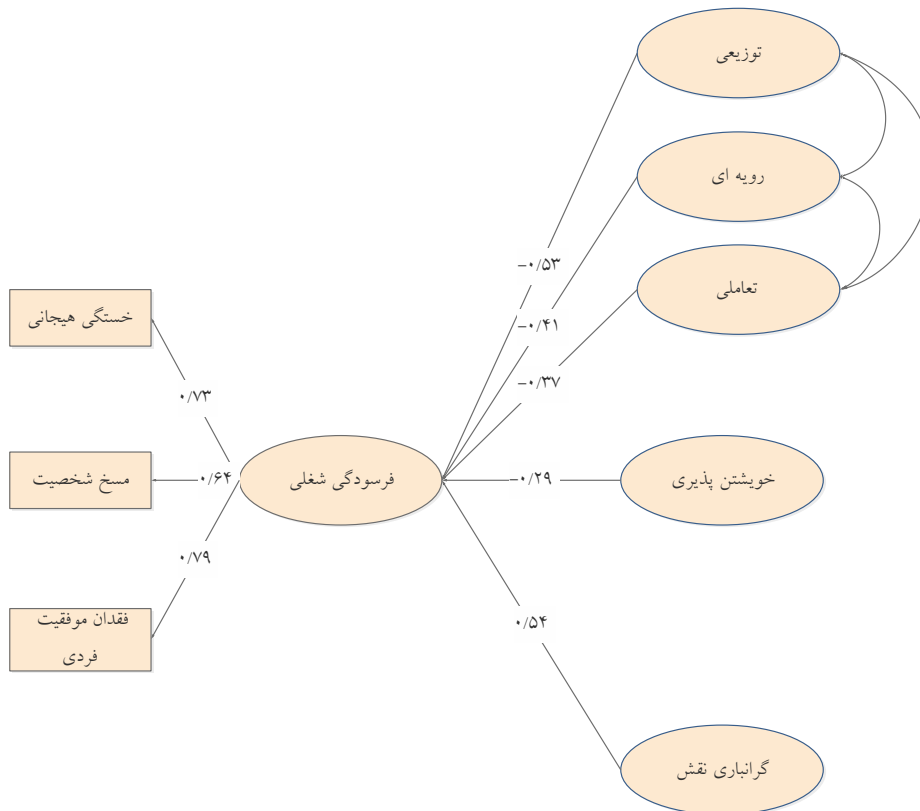 توزیعی
رویه ای
−۰/۵۳
تعاملی
خستگی هیجانی
−۰/۴۱
−۰/۳۷
۰/۷۳
مسخ شخصیت
۰/۶۴
فرسودگی شغلی
−۰/۲۹
خویشتن پذیری
۰/۷۹
فقدان موفقیت
فردی
۰/۵۴
گرانباری نقش